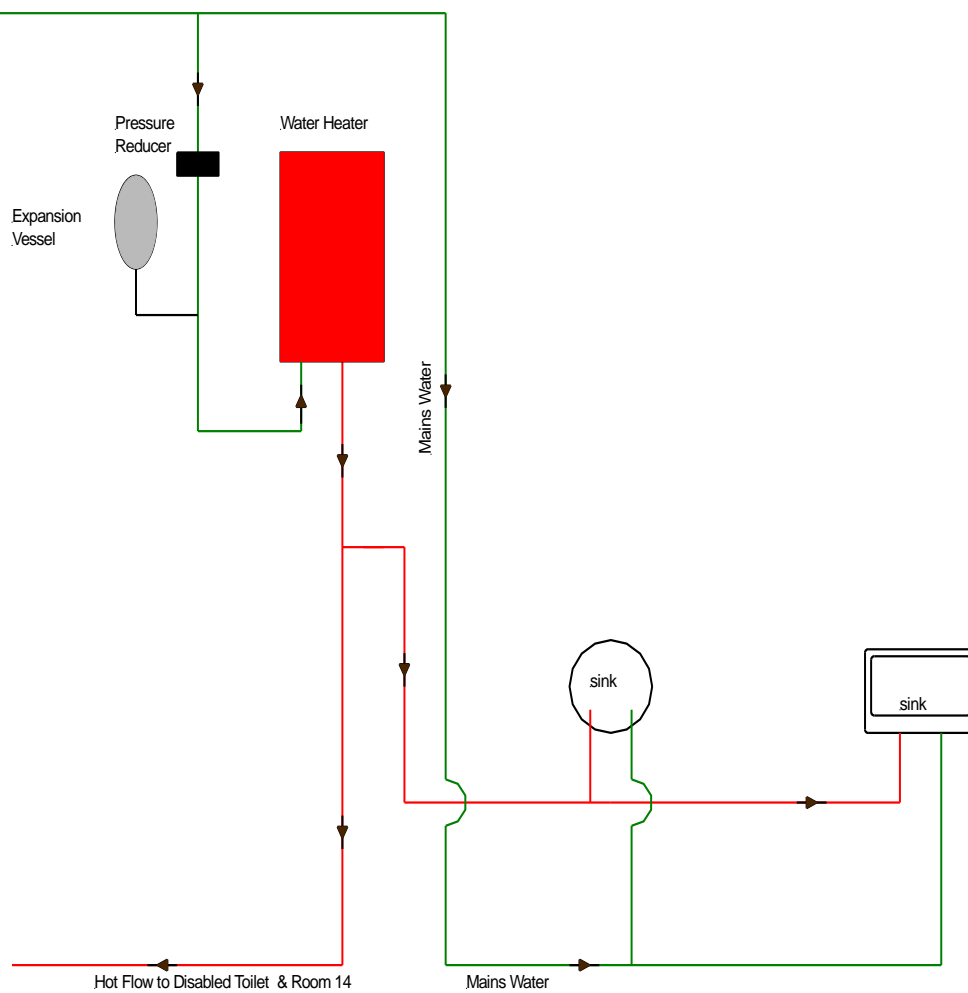 Pressure
Reducer
Water Heater
Expansion
Vessel
Mains Water
sink
sink
Hot Flow to Disabled Toilet & Room 14
Mains Water